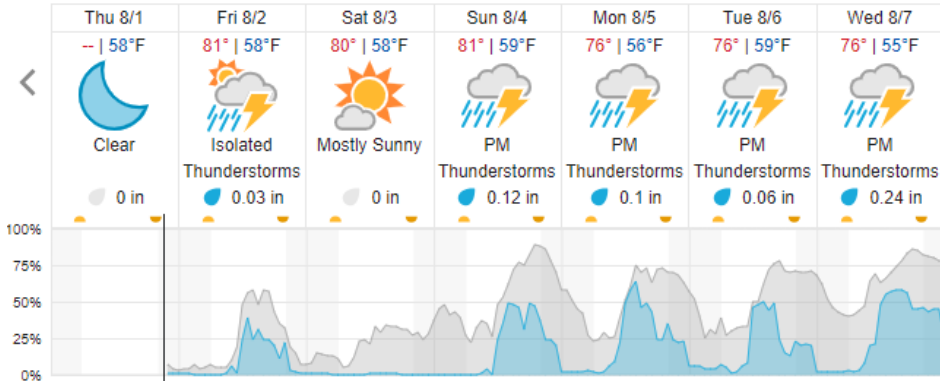 Thu 8/1 Fri 8/2 Sat 8/3 Sun 8/4 Mon 8/5 Tue 8/6 Wed 8/7
-- | 58°F 81° | 58°F 80° | 58°F 81° | 59°F 76° | 56°F 76° | 59°F 76° | 55°F
Clear Isolated Mostly Sunny PM PM PM PM
Thunderstorms Thunderstorms Thunderstorms Thunderstorms Thunderstorms
0 in 0.03 in 0 in 0.12 in 0.1 in 0.06 in 0.24 in
100%
75%
50%
25%
0%